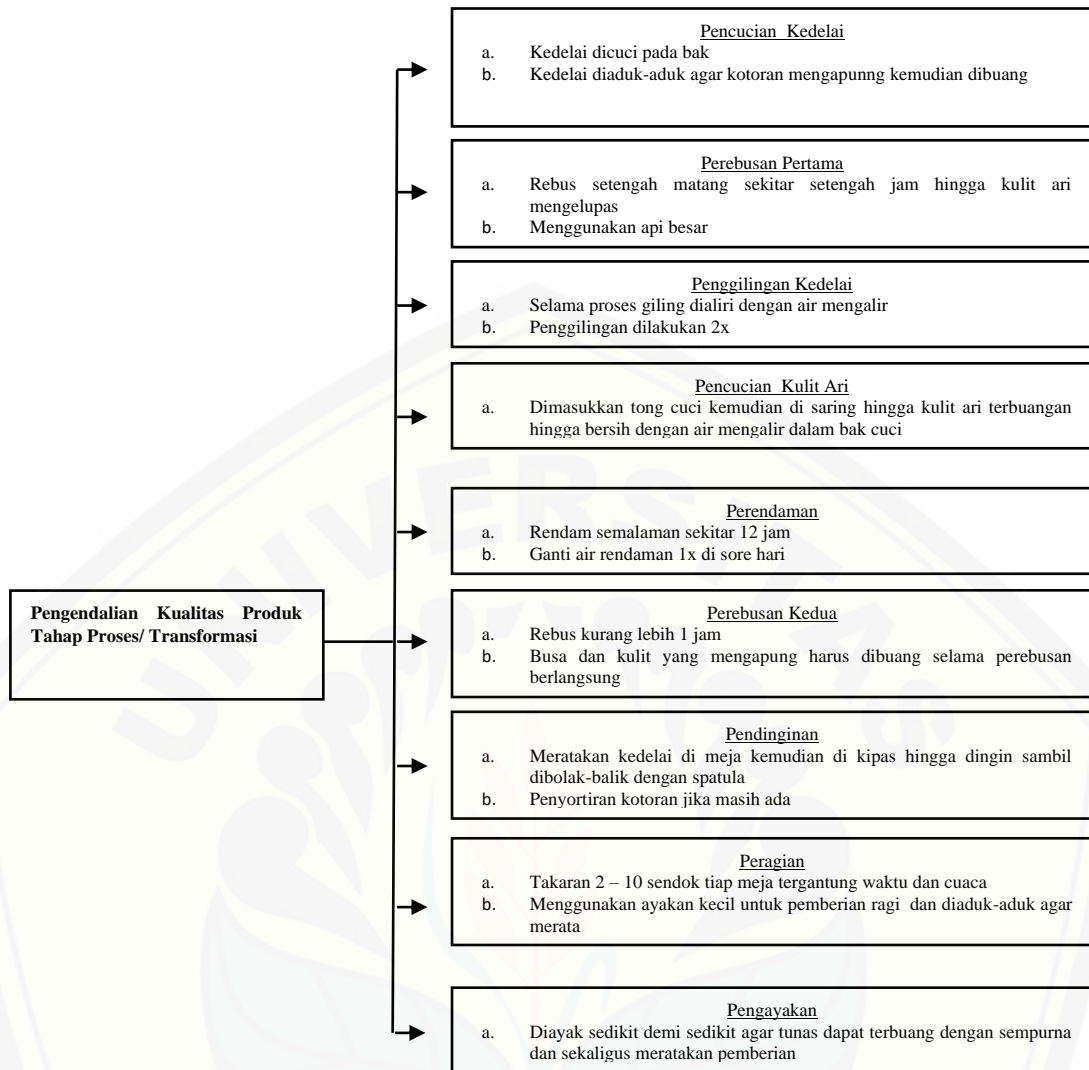 Pencucian Kedelai
a. Kedelai dicuci pada bak
b. Kedelai diaduk-aduk agar kotoran mengapunng kemudian dibuang
Perebusan Pertama
a. Rebus setengah matang sekitar setengah jam hingga kulit ari
mengelupas
b. Menggunakan api besar
Penggilingan Kedelai
a. Selama proses giling dialiri dengan air mengalir
b. Penggilingan dilakukan 2x
Pencucian Kulit Ari
a. Dimasukkan tong cuci kemudian di saring hingga kulit ari terbuangan
hingga bersih dengan air mengalir dalam bak cuci
Perendaman
a. Rendam semalaman sekitar 12 jam
b. Ganti air rendaman 1x di sore hari
Pengendalian Kualitas Produk
Tahap Proses/ Transformasi
Perebusan Kedua
a. Rebus kurang lebih 1 jam
b. Busa dan kulit yang mengapung harus dibuang selama perebusan
berlangsung
Pendinginan
a. Meratakan kedelai di meja kemudian di kipas hingga dingin sambil
dibolak-balik dengan spatula
b. Penyortiran kotoran jika masih ada
Peragian
a. Takaran 2 – 10 sendok tiap meja tergantung waktu dan cuaca
b. Menggunakan ayakan kecil untuk pemberian ragi dan diaduk-aduk agar
merata
Pengayakan
a. Diayak sedikit demi sedikit agar tunas dapat terbuang dengan sempurna
dan sekaligus meratakan pemberian
UNIVERSITAS